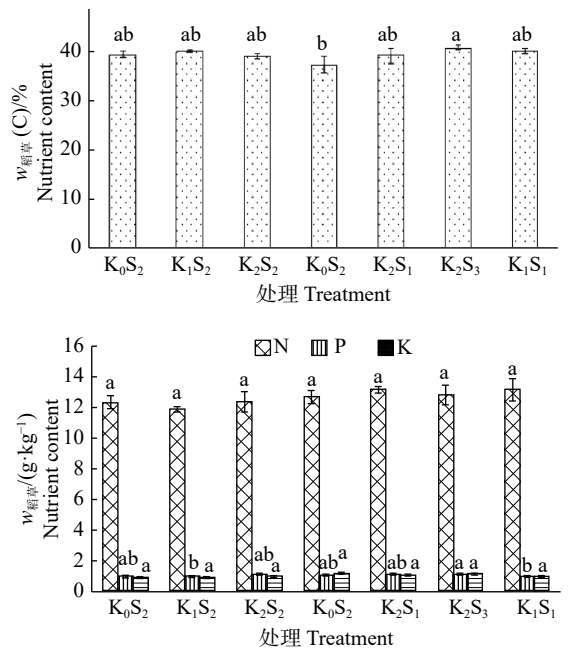 ab ab ab b ab a ab
40
40
20
0
w稻草 (C)/%
Nutrient content
K₀S₂ K₁S₂ K₂S₂ K₀S₂ K₂S₁ K₂S₃ K₁S₁
处理 Treatment
16
14
12
10
8
6
4
2
0
N P K
w稻草/(g·kg⁻¹)
Nutrient content
a a a a a a a
ab a b a ab a ab a ab a a a b a
K₀S₂ K₁S₂ K₂S₂ K₀S₂ K₂S₁ K₂S₃ K₁S₁
处理 Treatment